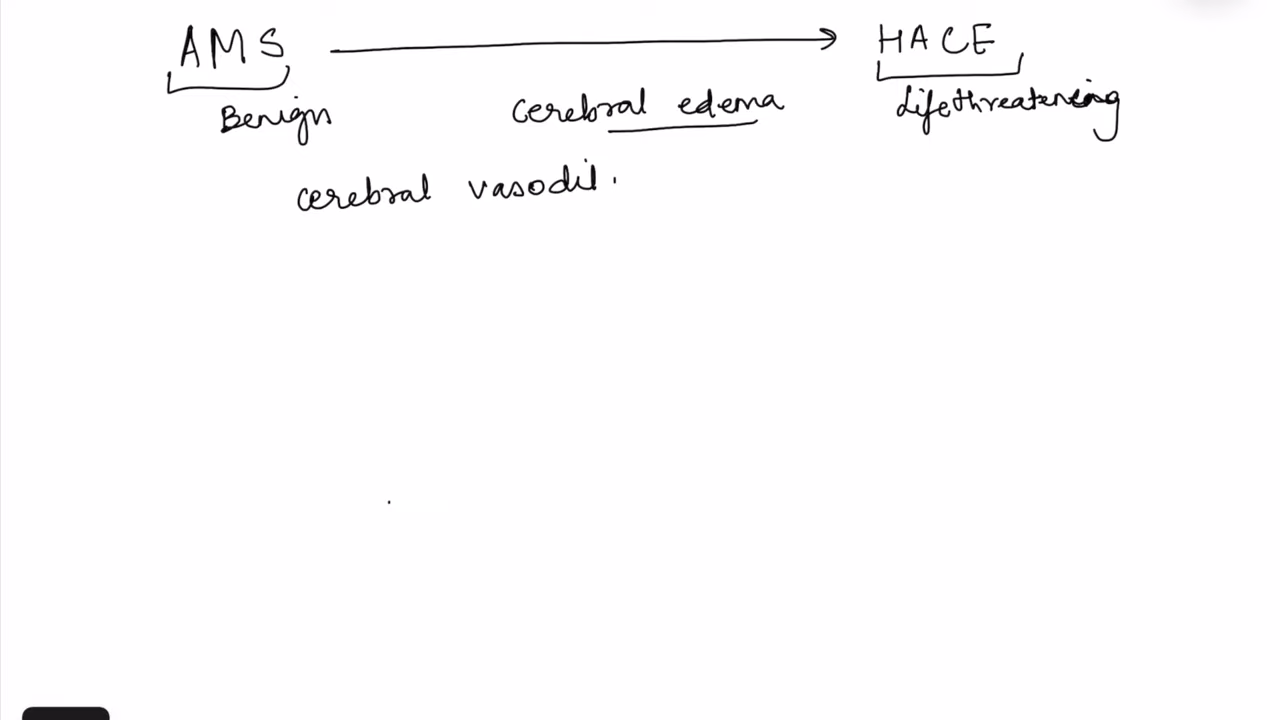 AMS → HACE
Benign cerebral edema Lifethreatening
cerebral vasodil.